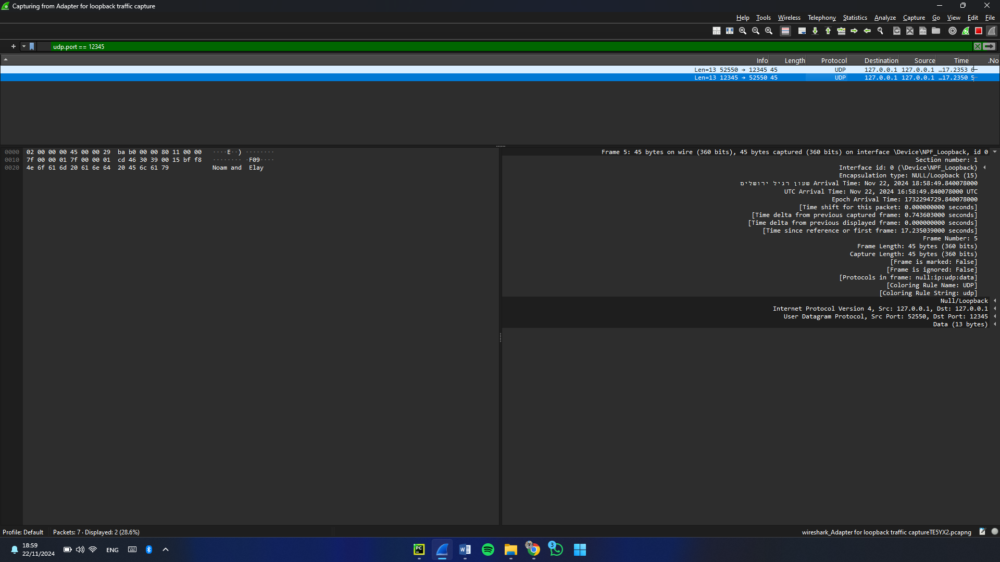 Capturing from Adapter for loopback traffic capture
Help Tools Wireless Telephony Statistics Analyze Capture Go View Edit File
udp.port == 12345
Info Length Protocol Destination Source Time .No
Len=13 52550 → 12345 45 UDP 127.0.0.1 127.0.0.1 …17.2353 6
Len=13 12345 → 52550 45 UDP 127.0.0.1 127.0.0.1 …17.2350 5
0000 02 00 00 00 45 00 00 29 ba b0 00 00 80 11 00 00 ····E··) ········
0010 7f 00 00 01 7f 00 00 01 cd 46 30 39 00 15 bf f8 ········ ·F09····
0020 4e 6f 61 6d 20 61 6e 64 20 45 6c 61 79 Noam and Elay
Frame 5: 45 bytes on wire (360 bits), 45 bytes captured (360 bits) on interface \Device\NPF_Loopback, id 0
Section number: 1
Interface id: 0 (\Device\NPF_Loopback)
Encapsulation type: NULL/Loopback (15)
שעון רגיל ירושלים Arrival Time: Nov 22, 2024 18:58:49.840078000
UTC Arrival Time: Nov 22, 2024 16:58:49.840078000 UTC
Epoch Arrival Time: 1732294729.840078000
[Time shift for this packet: 0.000000000 seconds]
[Time delta from previous captured frame: 0.743603000 seconds]
[Time delta from previous displayed frame: 0.000000000 seconds]
[Time since reference or first frame: 17.235039000 seconds]
Frame Number: 5
Frame Length: 45 bytes (360 bits)
Capture Length: 45 bytes (360 bits)
[Frame is marked: False]
[Frame is ignored: False]
[Protocols in frame: null:ip:udp:data]
[Coloring Rule Name: UDP]
[Coloring Rule String: udp]
Null/Loopback
Internet Protocol Version 4, Src: 127.0.0.1, Dst: 127.0.0.1
User Datagram Protocol, Src Port: 52550, Dst Port: 12345
Data (13 bytes)
Profile: Default Packets: 7 · Displayed: 2 (28.6%) wireshark_Adapter for loopback traffic captureTE5YX2.pcapng
18:59
22/11/2024
ENG
PC
W
3